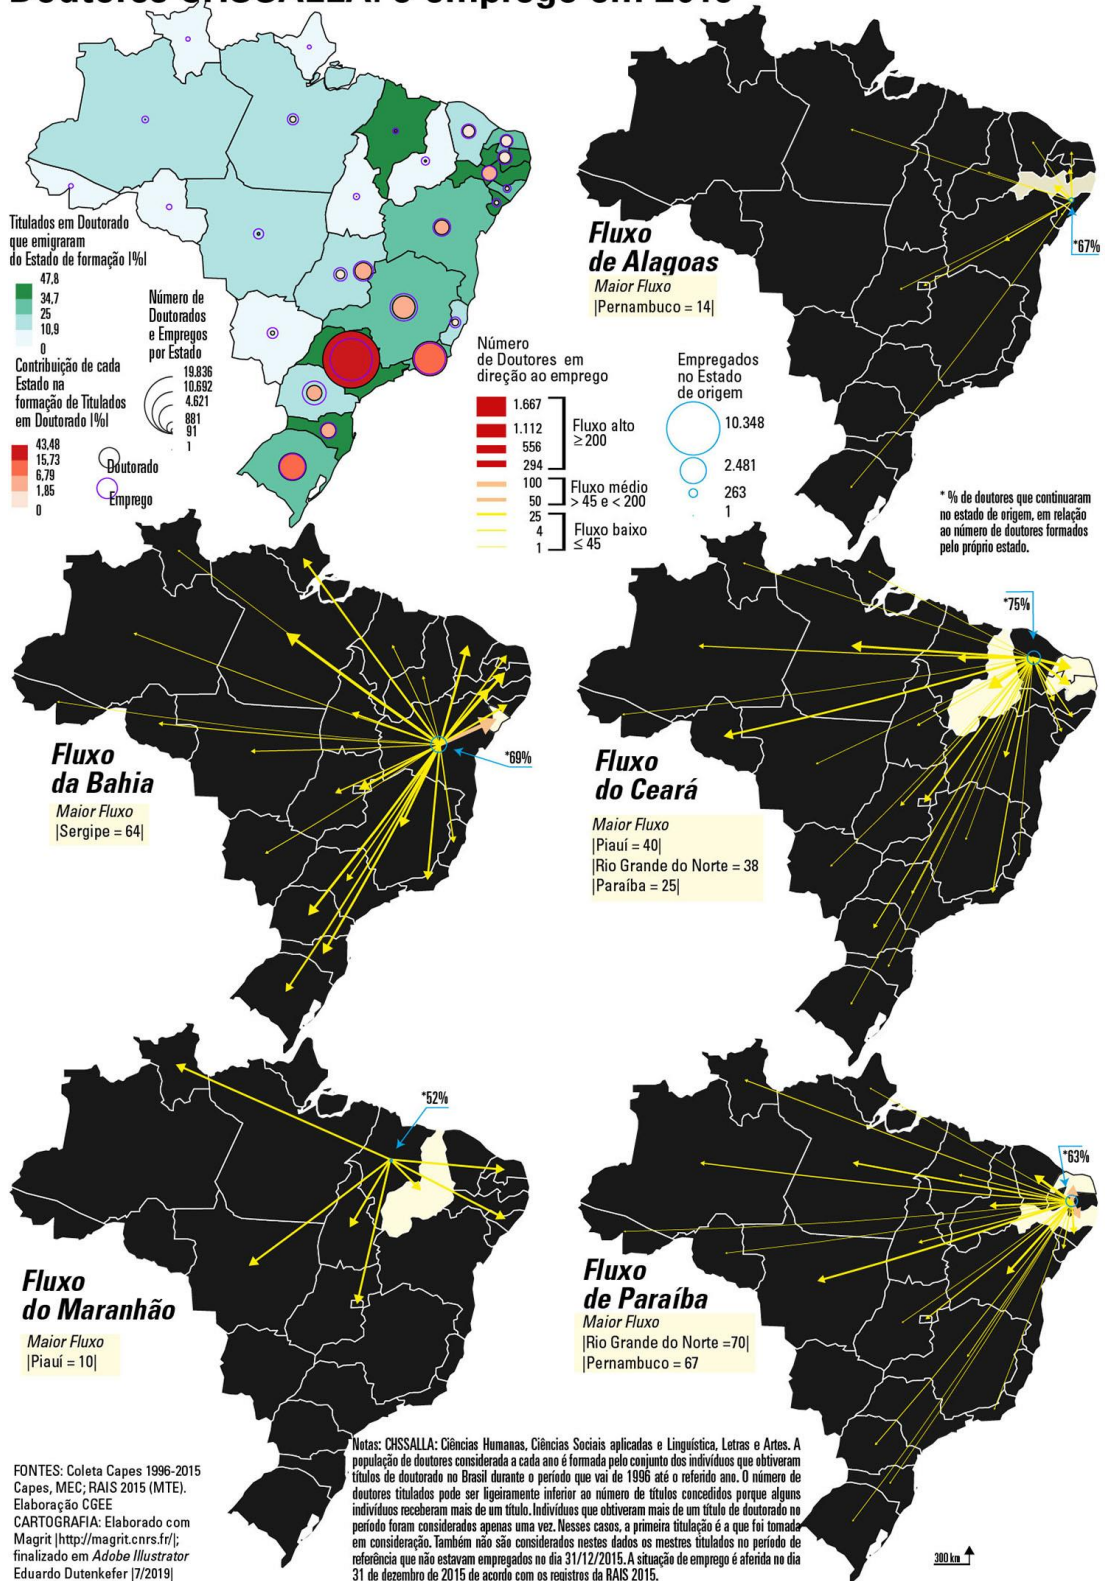 Doutores CHSSALLA: o emprego em 2015
Titulados em Doutorado
que emigraram
do Estado de formação |%|
47,8
34,7
25
10,9
0
Contribuição de cada
Estado na
formação de Titulados
em Doutorado |%|
43,48
15,73
6,79
1,85
0
Número de
Doutorados
e Empregos
por Estado
19.836
10.692
4.621
881
91
1
Doutorado
Emprego
Número
de Doutores em
direção ao emprego
1.667
1.112
556
294
Fluxo alto
≥ 200
100
50
Fluxo médio
> 45 e < 200
25
4
1
Fluxo baixo
≤ 45
Empregados
no Estado
de origem
10.348
2.481
263
1
Fluxo
de Alagoas
Maior Fluxo
|Pernambuco = 14|
*67%
* % de doutores que continuaram
no estado de origem, em relação
ao número de doutores formados
pelo próprio estado.
Fluxo
da Bahia
Maior Fluxo
|Sergipe = 64|
*69%
Fluxo
do Ceará
Maior Fluxo
|Piauí = 40|
|Rio Grande do Norte = 38
|Paraíba = 25|
*75%
Fluxo
do Maranhão
Maior Fluxo
|Piauí = 10|
*52%
Fluxo
de Paraíba
Maior Fluxo
|Rio Grande do Norte =70|
|Pernambuco = 67
*63%
FONTES: Coleta Capes 1996-2015
Capes, MEC; RAIS 2015 (MTE).
Elaboração CGEE
CARTOGRAFIA: Elaborado com
Magrit |http://magrit.cnrs.fr/|;
finalizado em Adobe Illustrator
Eduardo Dutenkefer |7/2019|
Notas: CHSSALLA: Ciências Humanas, Ciências Sociais aplicadas e Linguística, Letras e Artes. A
população de doutores considerada a cada ano é formada pelo conjunto dos indivíduos que obtiveram
títulos de doutorado no Brasil durante o período que vai de 1996 até o referido ano. O número de
doutores titulados pode ser ligeiramente inferior ao número de títulos concedidos porque alguns
indivíduos receberam mais de um título. Indivíduos que obtiveram mais de um título de doutorado no
período foram considerados apenas uma vez. Nesses casos, a primeira titulação é a que foi tomada
em consideração. Também não são considerados nestes dados os mestres titulados no período de
referência que não estavam empregados no dia 31/12/2015. A situação de emprego é aferida no dia
31 de dezembro de 2015 de acordo com os registros da RAIS 2015.
300 km